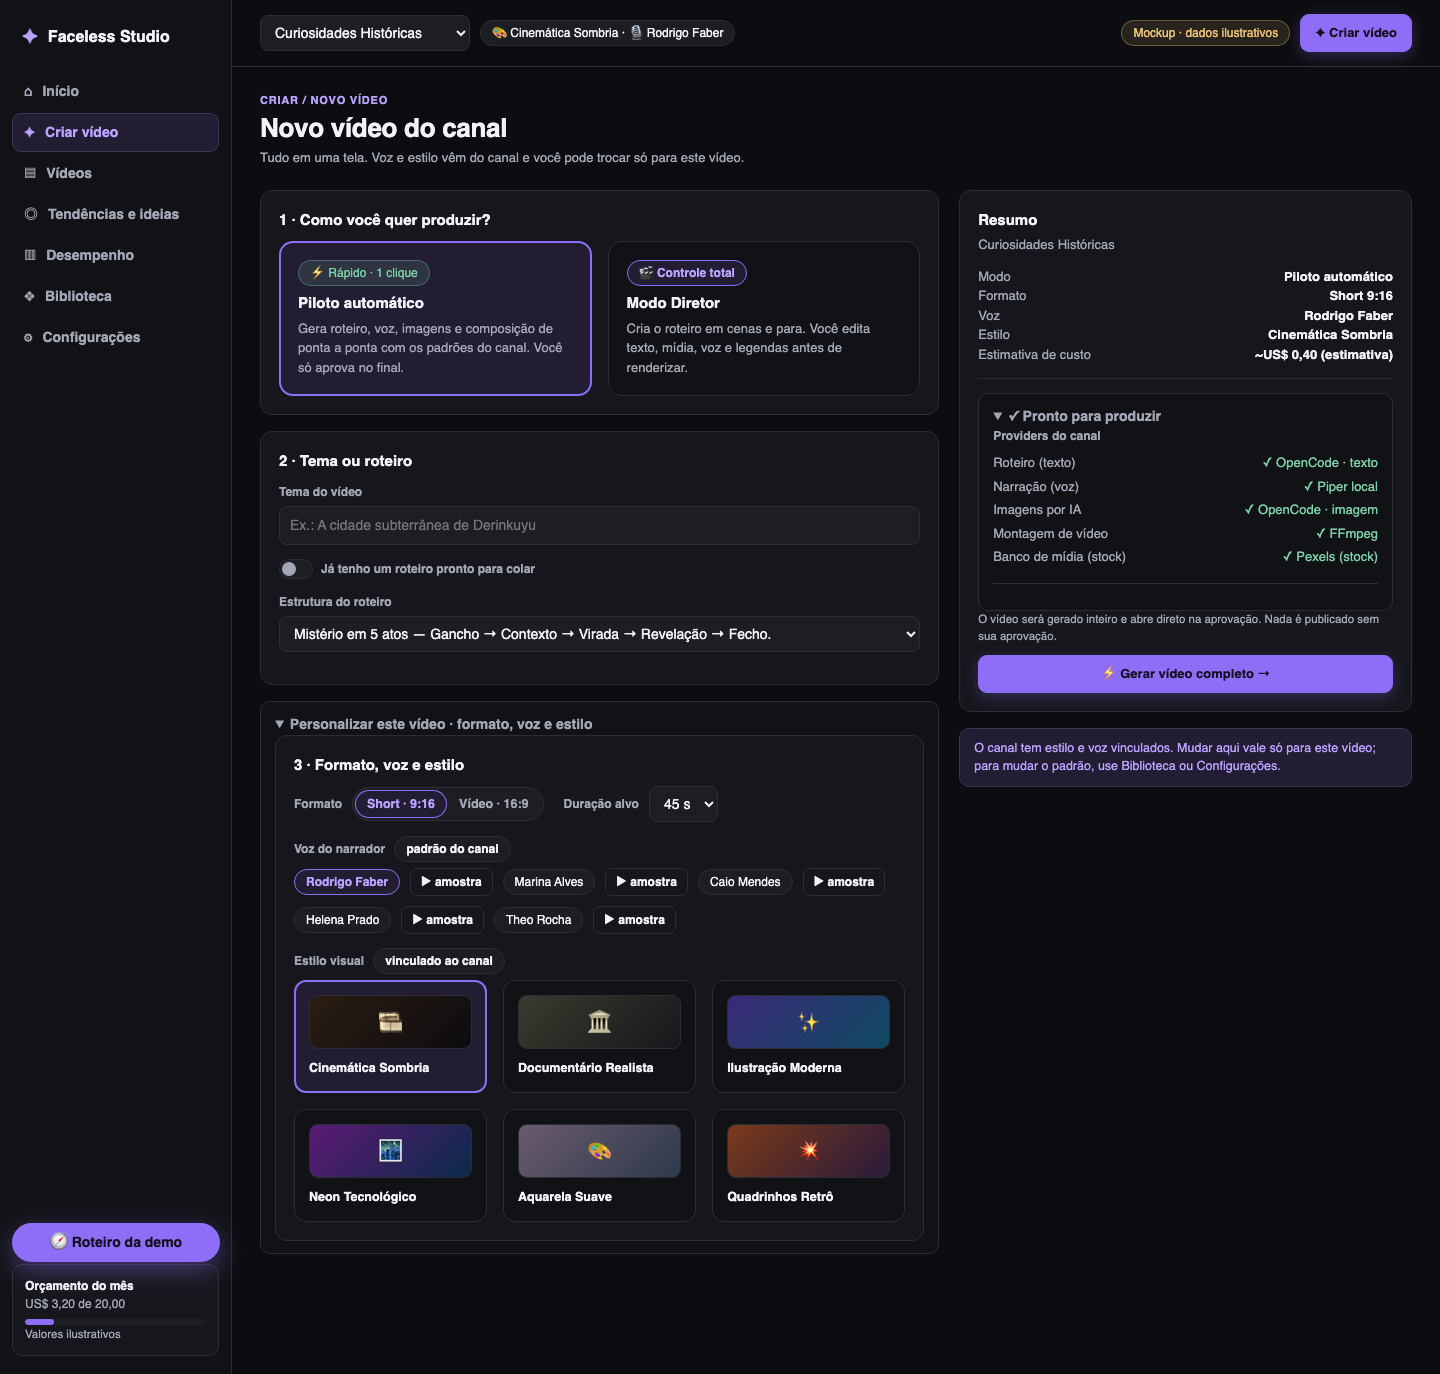 Faceless Studio
Início
Criar vídeo
Vídeos
Tendências e ideias
Desempenho
Biblioteca
Configurações
Roteiro da demo
Orçamento do mês
US$ 3,20 de 20,00
Valores ilustrativos
Curiosidades Históricas
Cinemática Sombria · Rodrigo Faber
Mockup · dados ilustrativos
Criar vídeo
CRIAR / NOVO VÍDEO
Novo vídeo do canal
Tudo em uma tela. Voz e estilo vêm do canal e você pode trocar só para este vídeo.
1 · Como você quer produzir?
Rápido · 1 clique
Piloto automático
Gera roteiro, voz, imagens e composição de
ponta a ponta com os padrões do canal. Você
só aprova no final.
Controle total
Modo Diretor
Cria o roteiro em cenas e para. Você edita
texto, mídia, voz e legendas antes de
renderizar.
2 · Tema ou roteiro
Tema do vídeo
Ex.: A cidade subterrânea de Derinkuyu
Já tenho um roteiro pronto para colar
Estrutura do roteiro
Mistério em 5 atos — Gancho → Contexto → Virada → Revelação → Fecho.
▼ Personalizar este vídeo · formato, voz e estilo
3 · Formato, voz e estilo
Formato Short · 9:16 Vídeo · 16:9 Duração alvo 45 s
Voz do narrador padrão do canal
Rodrigo Faber ▶ amostra Marina Alves ▶ amostra Caio Mendes ▶ amostra
Helena Prado ▶ amostra Theo Rocha ▶ amostra
Estilo visual vinculado ao canal
Cinemática Sombria
Documentário Realista
Ilustração Moderna
Neon Tecnológico
Aquarela Suave
Quadrinhos Retrô
Resumo
Curiosidades Históricas
Modo Piloto automático
Formato Short 9:16
Voz Rodrigo Faber
Estilo Cinemática Sombria
Estimativa de custo ~US$ 0,40 (estimativa)
▼ ✓ Pronto para produzir
Providers do canal
Roteiro (texto) ✓ OpenCode · texto
Narração (voz) ✓ Piper local
Imagens por IA ✓ OpenCode · imagem
Montagem de vídeo ✓ FFmpeg
Banco de mídia (stock) ✓ Pexels (stock)
O vídeo será gerado inteiro e abre direto na aprovação. Nada é publicado sem
sua aprovação.
⚡ Gerar vídeo completo →
O canal tem estilo e voz vinculados. Mudar aqui vale só para este vídeo;
para mudar o padrão, use Biblioteca ou Configurações.